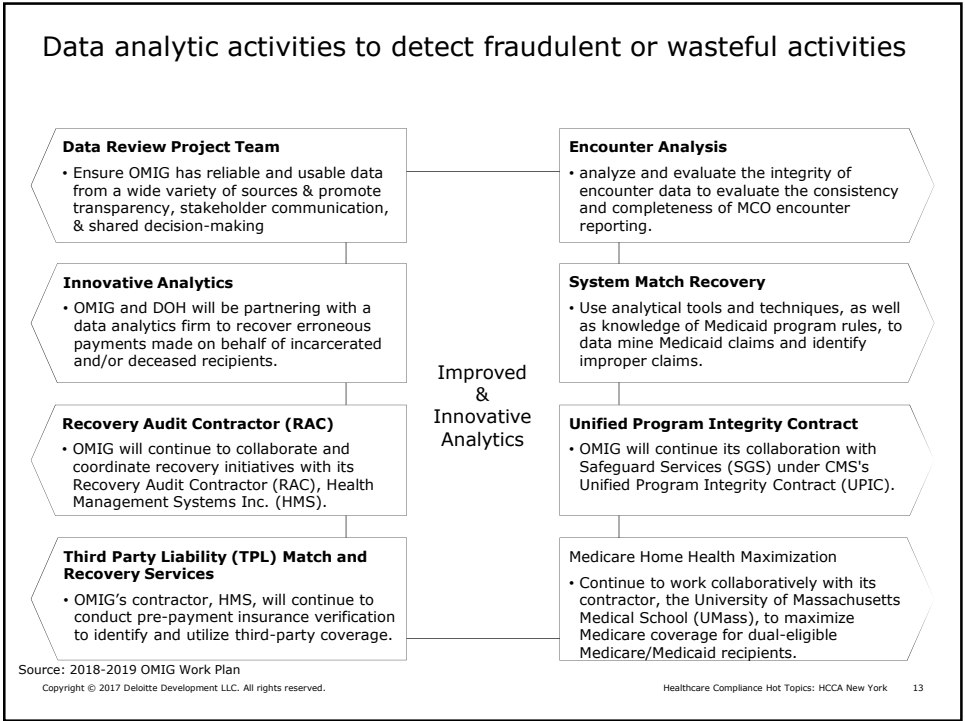 Data analytic activities to detect fraudulent or wasteful activities
Data Review Project Team
• Ensure OMIG has reliable and usable data
from a wide variety of sources & promote
transparency, stakeholder communication,
& shared decision-making
Innovative Analytics
• OMIG and DOH will be partnering with a
data analytics firm to recover erroneous
payments made on behalf of incarcerated
and/or deceased recipients.
Recovery Audit Contractor (RAC)
• OMIG will continue to collaborate and
coordinate recovery initiatives with its
Recovery Audit Contractor (RAC), Health
Management Systems Inc. (HMS).
Third Party Liability (TPL) Match and
Recovery Services
• OMIG’s contractor, HMS, will continue to
conduct pre-payment insurance verification
to identify and utilize third-party coverage.
Improved
&
Innovative
Analytics
Encounter Analysis
• analyze and evaluate the integrity of
encounter data to evaluate the consistency
and completeness of MCO encounter
reporting.
System Match Recovery
• Use analytical tools and techniques, as well
as knowledge of Medicaid program rules, to
data mine Medicaid claims and identify
improper claims.
Unified Program Integrity Contract
• OMIG will continue its collaboration with
Safeguard Services (SGS) under CMS's
Unified Program Integrity Contract (UPIC).
Medicare Home Health Maximization
• Continue to work collaboratively with its
contractor, the University of Massachusetts
Medical School (UMass), to maximize
Medicare coverage for dual-eligible
Medicare/Medicaid recipients.
Source: 2018-2019 OMIG Work Plan
Copyright © 2017 Deloitte Development LLC. All rights reserved.
Healthcare Compliance Hot Topics: HCCA New York 13